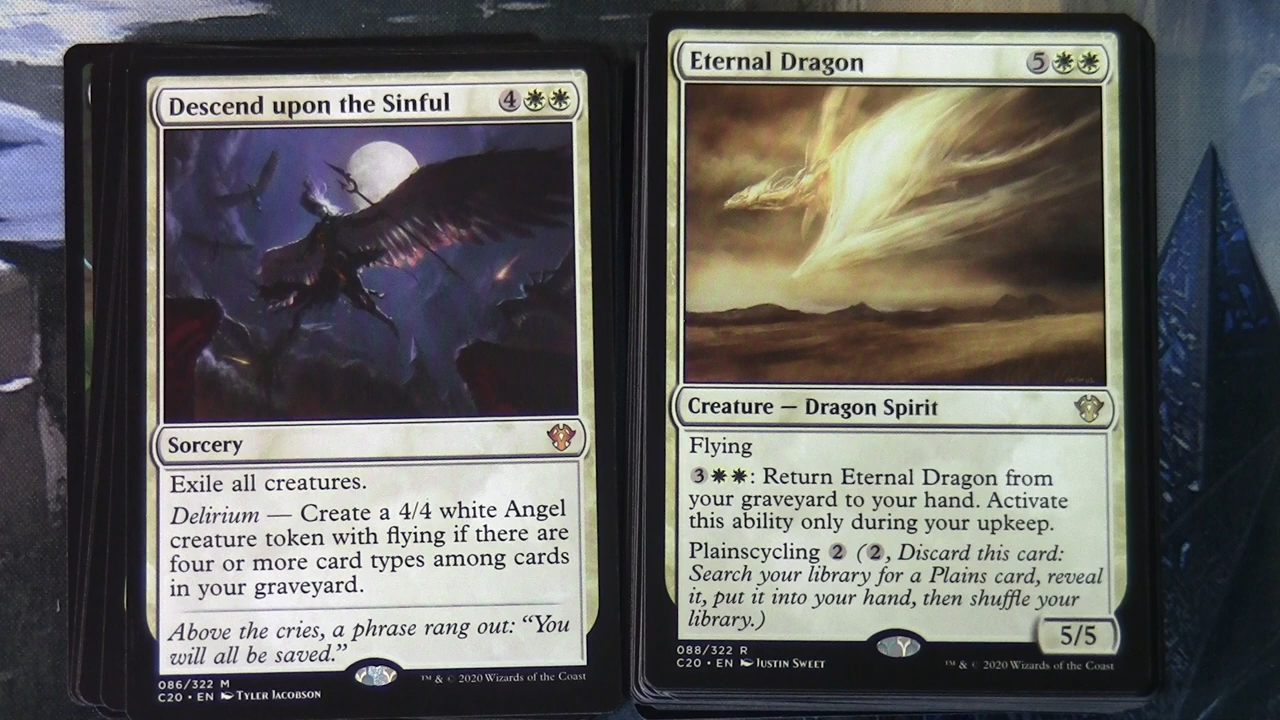 Descend upon the Sinful 4
Sorcery
Exile all creatures.
Delirium — Create a 4/4 white Angel
creature token with flying if there are
four or more card types among cards
in your graveyard.
Above the cries, a phrase rang out: “You
will all be saved.”
086/322 M
C20 • EN Tyler Jacobson
™ & © 2020 Wizards of the Coast
Eternal Dragon 5
Creature — Dragon Spirit
Flying
3: Return Eternal Dragon from
your graveyard to your hand. Activate
this ability only during your upkeep.
Plainscycling 2 (2, Discard this card:
Search your library for a Plains card, reveal
it, put it into your hand, then shuffle your
library.)
5/5
088/322 R
C20 • EN Justin Sweet
™ & © 2020 Wizards of the Coast